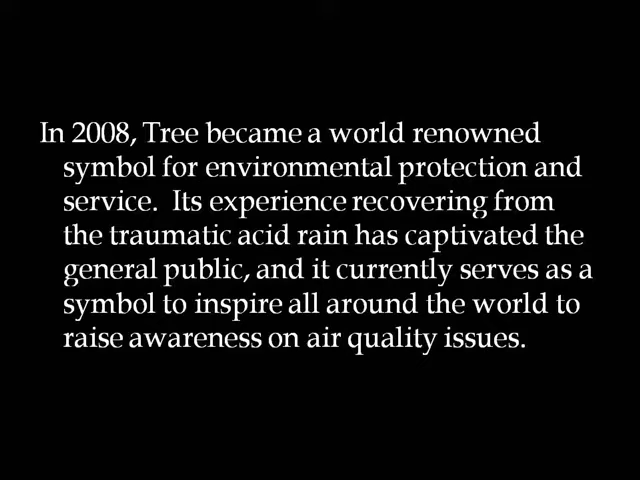 In 2008, Tree became a world renowned
symbol for environmental protection and
service.  Its experience recovering from
the traumatic acid rain has captivated the
general public, and it currently serves as a
symbol to inspire all around the world to
raise awareness on air quality issues.